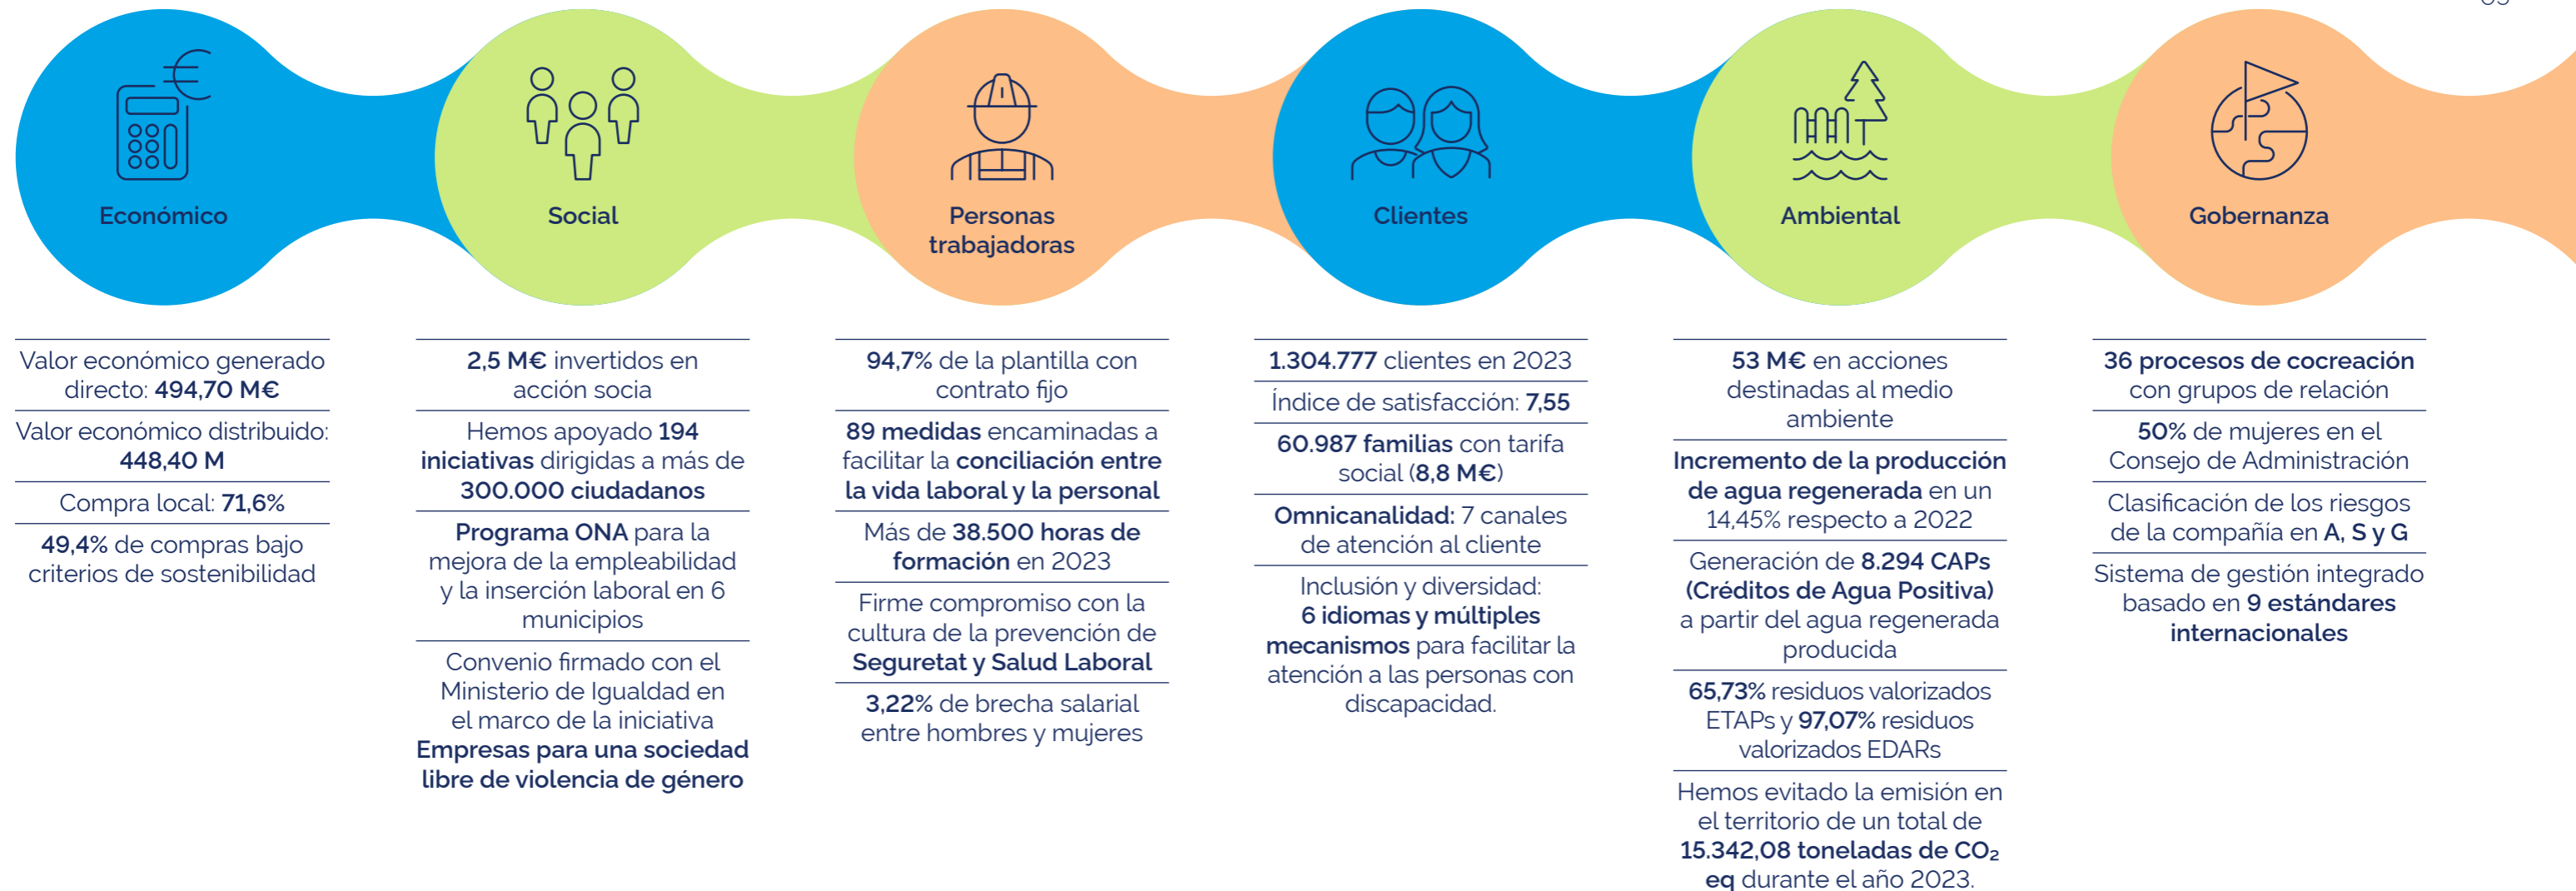 Económico
Valor económico generado
directo: 494,70 M€
Valor económico distribuido:
448,40 M
Compra local: 71,6%
49,4% de compras bajo
criterios de sostenibilidad
Social
2,5 M€ invertidos en
acción socia
Hemos apoyado 194
iniciativas dirigidas a más de
300.000 ciudadanos
Programa ONA para la
mejora de la empleabilidad
y la inserción laboral en 6
municipios
Convenio firmado con el
Ministerio de Igualdad en
el marco de la iniciativa
Empresas para una sociedad
libre de violencia de género
Personas
trabajadoras
94,7% de la plantilla con
contrato fijo
89 medidas encaminadas a
facilitar la conciliación entre
la vida laboral y la personal
Más de 38.500 horas de
formación en 2023
Firme compromiso con la
cultura de la prevención de
Seguretat y Salud Laboral
3,22% de brecha salarial
entre hombres y mujeres
Clientes
1.304.777 clientes en 2023
Índice de satisfacción: 7,55
60.987 familias con tarifa
social (8,8 M€)
Omnicanalidad: 7 canales
de atención al cliente
Inclusión y diversidad:
6 idiomas y múltiples
mecanismos para facilitar la
atención a las personas con
discapacidad.
Ambiental
53 M€ en acciones
destinadas al medio
ambiente
Incremento de la producción
de agua regenerada en un
14,45% respecto a 2022
Generación de 8.294 CAPs
(Créditos de Agua Positiva)
a partir del agua regenerada
producida
65,73% residuos valorizados
ETAPs y 97,07% residuos
valorizados EDARs
Hemos evitado la emisión en
el territorio de un total de
15.342,08 toneladas de CO₂
eq durante el año 2023.
Gobernanza
36 procesos de cocreación
con grupos de relación
50% de mujeres en el
Consejo de Administración
Clasificación de los riesgos
de la compañía en A, S y G
Sistema de gestión integrado
basado en 9 estándares
internacionales